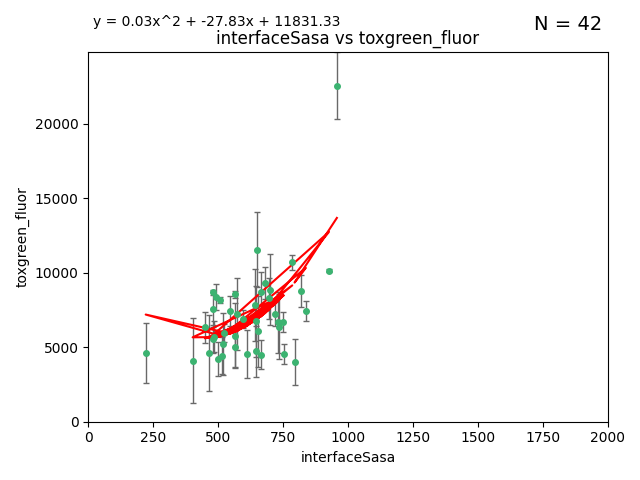 y = 0.03x^2 + -27.83x + 11831.33
N = 42
interfaceSasa vs toxgreen_fluor
toxgreen_fluor
20000
15000
10000
5000
0
0 250 500 750 1000 1250 1500 1750 2000
interfaceSasa